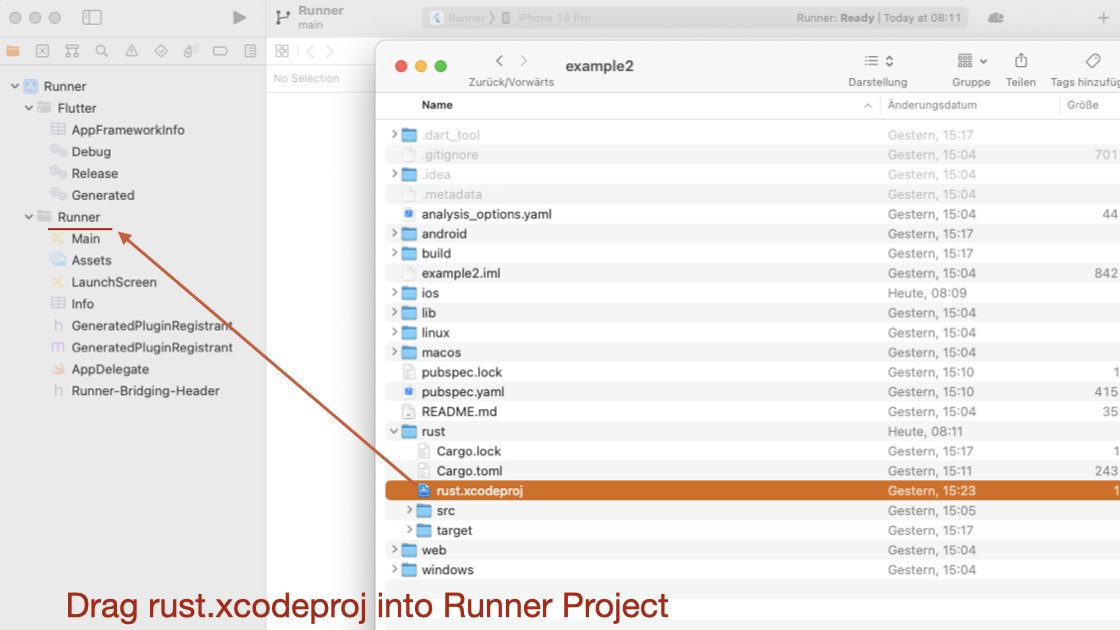 Runner
main
Runner
iPhone 14 Pro
Runner: Ready | Today at 08:11
No Selection
Runner
Flutter
AppFrameworkInfo
Debug
Release
Generated
Runner
Main
Assets
LaunchScreen
Info
GeneratedPluginRegistrant
GeneratedPluginRegistrant
AppDelegate
Runner-Bridging-Header
Zurück/Vorwärts
example2
Darstellung
Gruppe
Teilen
Tags hinzufüg
Name Änderungsdatum Größe
.dart_tool Gestern, 15:17
.gitignore Gestern, 15:04 701
.idea Gestern, 15:04
.metadata Gestern, 15:04
analysis_options.yaml Gestern, 15:04 44
android Gestern, 15:17
build Gestern, 15:17
example2.iml Gestern, 15:04 842
ios Heute, 08:09
lib Gestern, 15:04
linux Gestern, 15:04
macos Gestern, 15:04
pubspec.lock Gestern, 15:10 1
pubspec.yaml Gestern, 15:10 415
README.md Gestern, 15:04 35
rust Heute, 08:11
Cargo.lock Gestern, 15:17 1
Cargo.toml Gestern, 15:11 243
rust.xcodeproj Gestern, 15:23 1
src Gestern, 15:05
target Gestern, 15:17
web Gestern, 15:04
windows Gestern, 15:04
Drag rust.xcodeproj into Runner Project